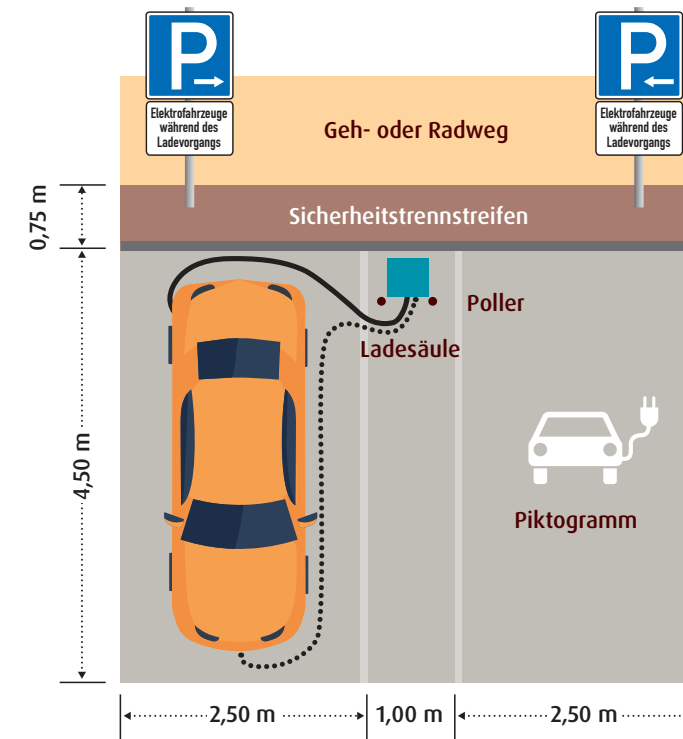 P
P
Elektrofahrzeuge
während des
Ladevorgangs
Elektrofahrzeuge
während des
Ladevorgangs
Geh- oder Radweg
0,75 m
Sicherheitstrennstreifen
Poller
Ladesäule
4,50 m
Piktogramm
2,50 m
1,00 m
2,50 m